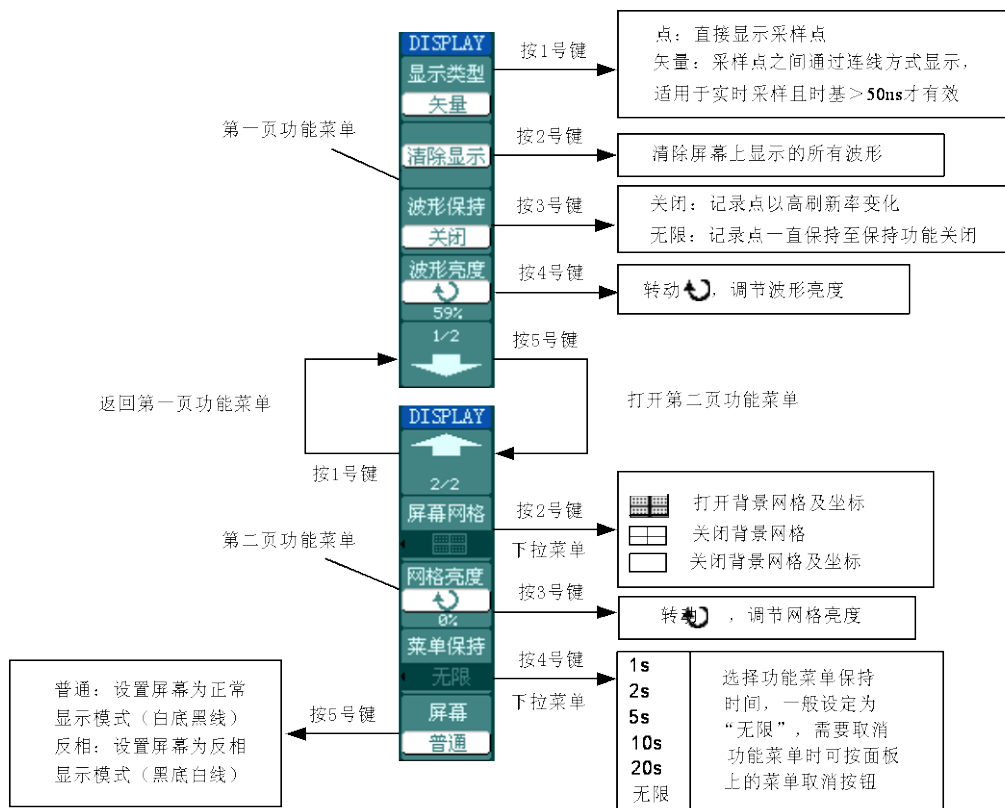 DISPLAY
显示类型
矢量
清除显示
波形保持
关闭
波形亮度
59%
1/2
第一页功能菜单
按1号键
点：直接显示采样点
矢量：采样点之间通过连线方式显示，
适用于实时采样且时基＞50ns才有效
按2号键
清除屏幕上显示的所有波形
按3号键
关闭：记录点以高刷新率变化
无限：记录点一直保持至保持功能关闭
按4号键
转动 ，调节波形亮度
按5号键
打开第二页功能菜单
返回第一页功能菜单
按1号键
DISPLAY
2/2
屏幕网格
网格亮度
0%
菜单保持
无限
屏幕
普通
第二页功能菜单
按2号键
下拉菜单
打开背景网格及坐标
关闭背景网格
关闭背景网格及坐标
按3号键
转动 ，调节网格亮度
按4号键
下拉菜单
1s
2s
5s
10s
20s
无限
选择功能菜单保持
时间，一般设定为
“无限”，需要取消
功能菜单时可按面板
上的菜单取消按钮
按5号键
普通：设置屏幕为正常
显示模式（白底黑线）
反相：设置屏幕为反相
显示模式（黑底白线）